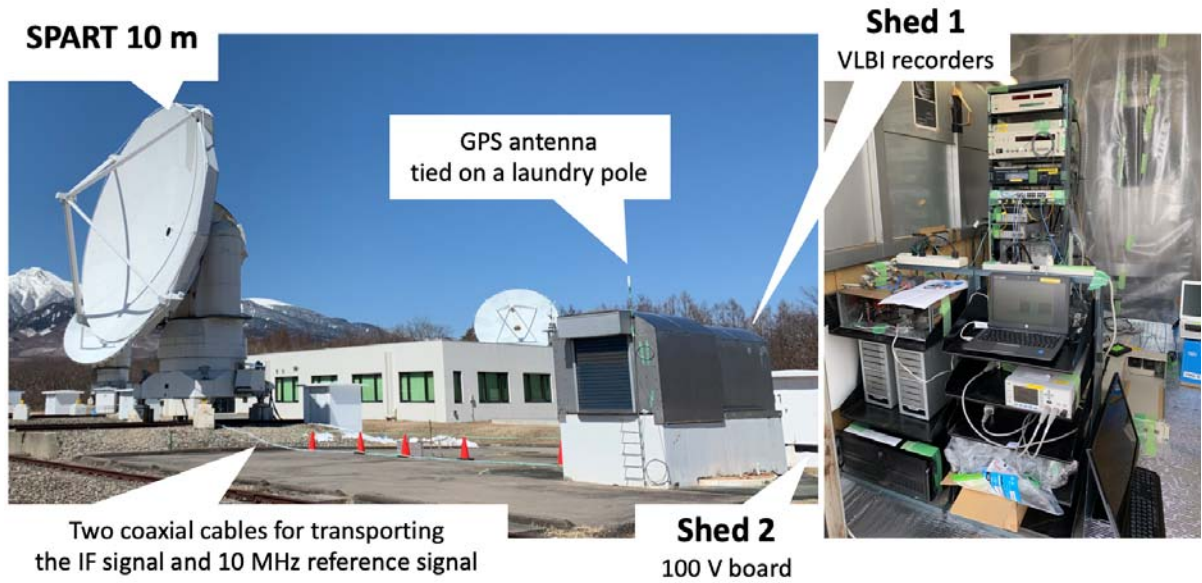 SPART 10 m
Shed 1
VLBI recorders
GPS antenna
tied on a laundry pole
Two coaxial cables for transporting
the IF signal and 10 MHz reference signal
Shed 2
100 V board